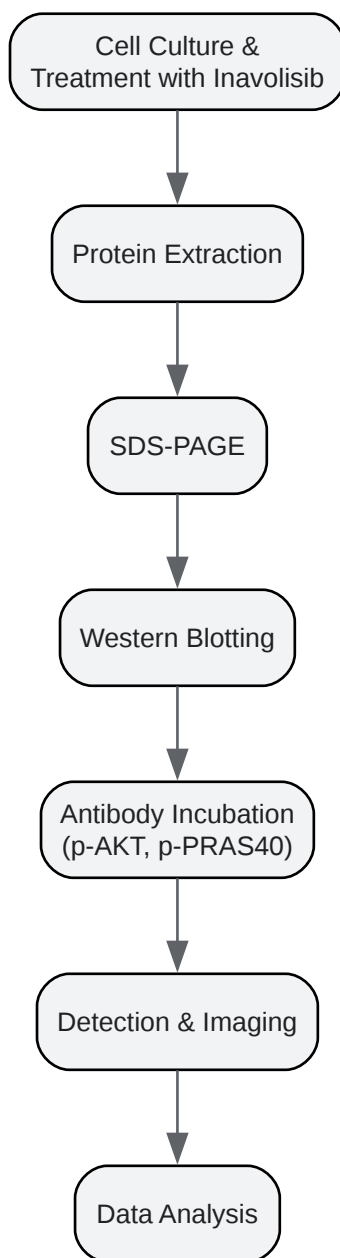 Cell Culture &
Treatment with Inavolisib
Protein Extraction
SDS-PAGE
Western Blotting
Antibody Incubation
(p-AKT, p-PRAS40)
Detection & Imaging
Data Analysis